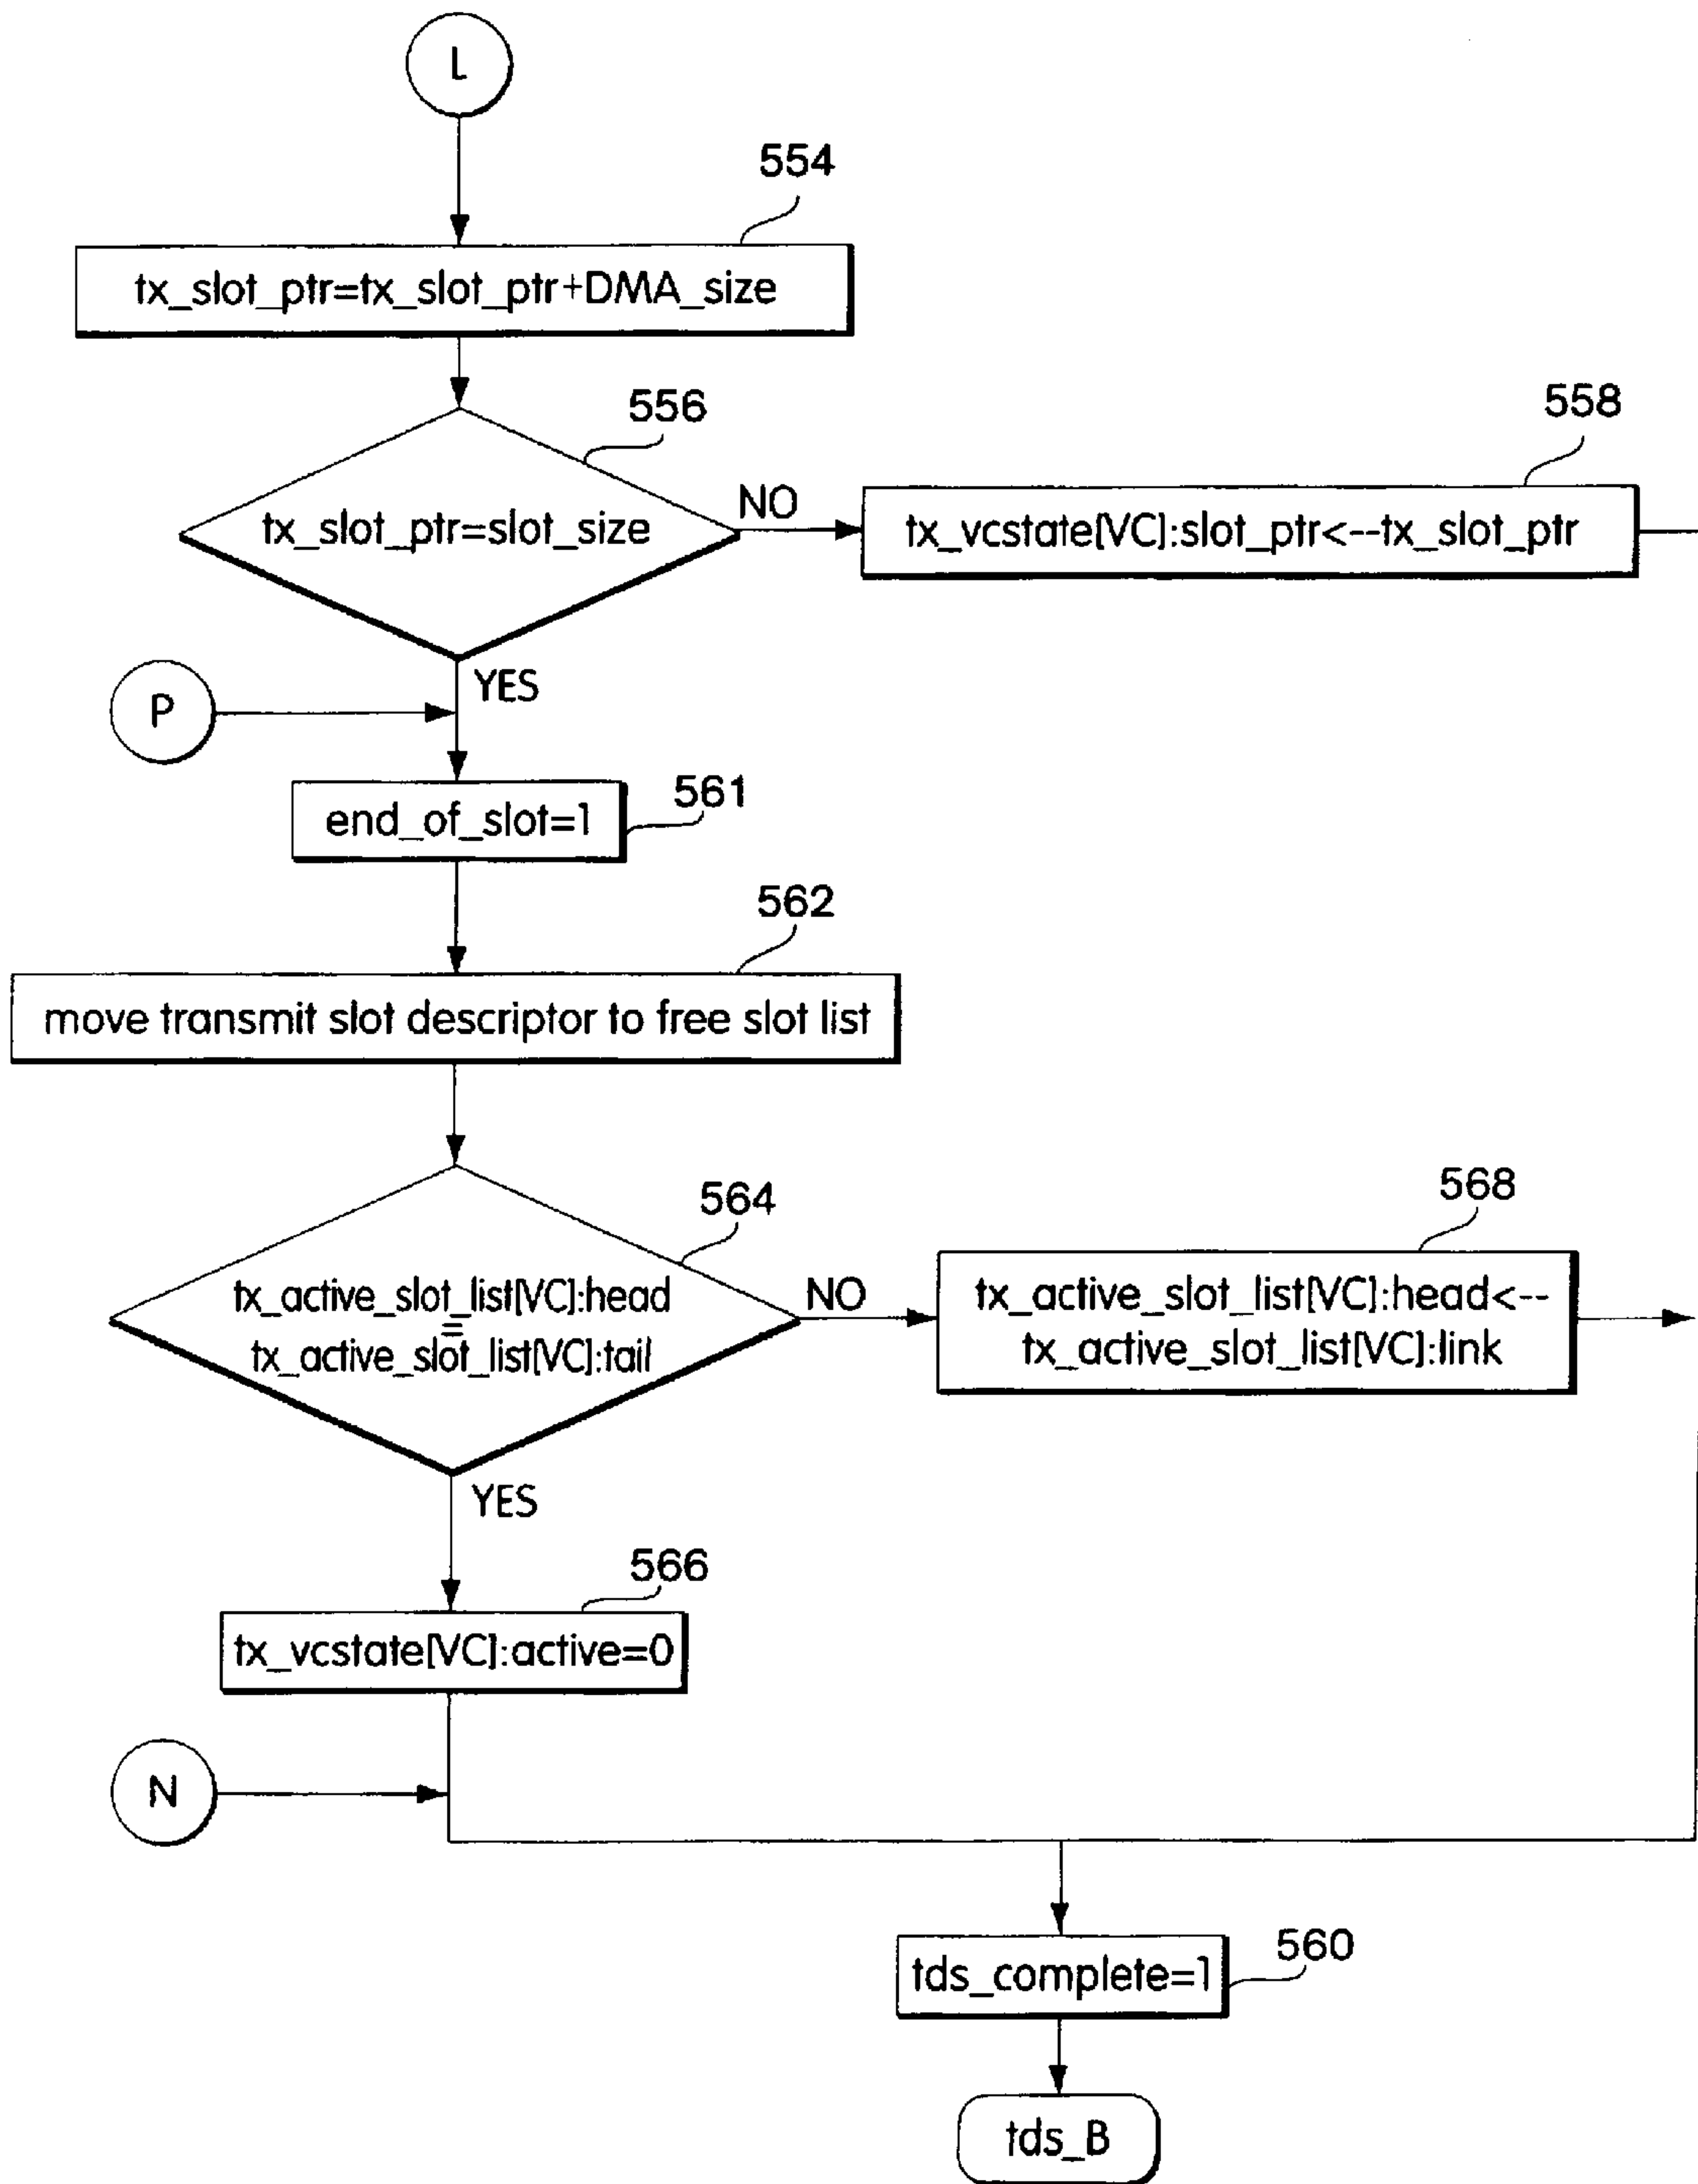 L
554
tx_slot_ptr=tx_slot_ptr+DMA_size
556
558
tx_slot_ptr=slot_size
NO
tx_vcstate[VC]:slot_ptr<--tx_slot_ptr
YES
P
561
end_of_slot=1
562
move transmit slot descriptor to free slot list
564
568
tx_active_slot_list[VC]:head
=
tx_active_slot_list[VC]:tail
NO
tx_active_slot_list[VC]:head<--
tx_active_slot_list[VC]:link
YES
566
tx_vcstate[VC]:active=0
N
560
tds_complete=1
tds_B